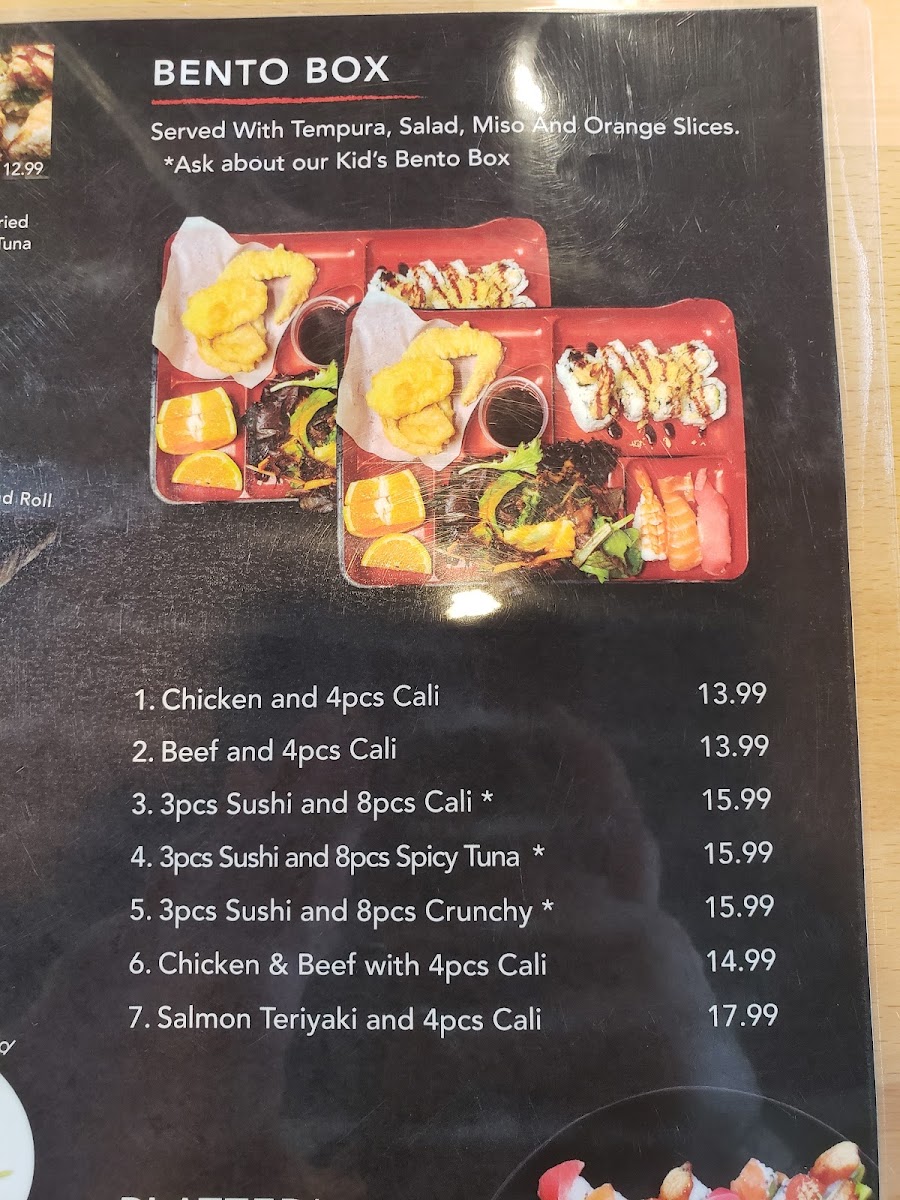 BENTO BOX
Served With Tempura, Salad, Miso And Orange Slices.
*Ask about our Kid's Bento Box
12.99
ried
Tuna
d Roll
1. Chicken and 4pcs Cali 13.99
2. Beef and 4pcs Cali 13.99
3. 3pcs Sushi and 8pcs Cali * 15.99
4. 3pcs Sushi and 8pcs Spicy Tuna * 15.99
5. 3pcs Sushi and 8pcs Crunchy * 15.99
6. Chicken & Beef with 4pcs Cali 14.99
7. Salmon Teriyaki and 4pcs Cali 17.99